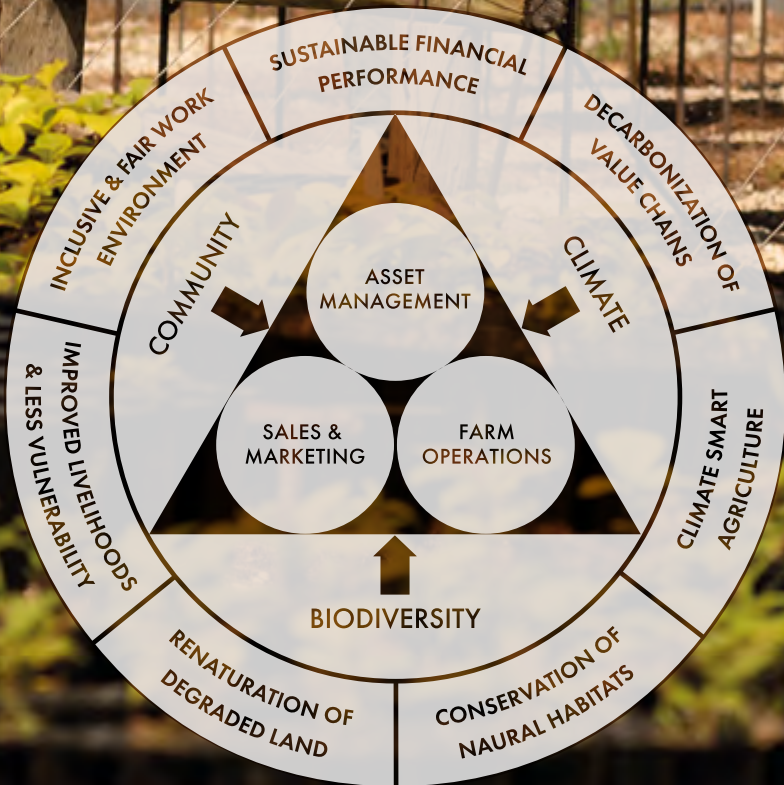 SUSTAINABLE FINANCIAL
PERFORMANCE
DECARBONIZATION OF
VALUE CHAINS
CLIMATE SMART
AGRICULTURE
CONSERVATION OF
NAURAL HABITATS
RENATURATION OF
DEGRADED LAND
IMPROVED LIVELIHOODS
& LESS VULNERABILITY
INCLUSIVE & FAIR WORK
ENVIRONMENT
COMMUNITY
CLIMATE
BIODIVERSITY
ASSET
MANAGEMENT
SALES &
MARKETING
FARM
OPERATIONS